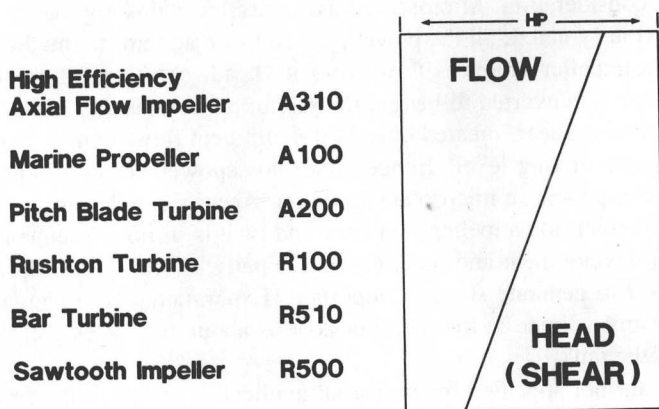 HP
FLOW
High Efficiency
Axial Flow Impeller A310
Marine Propeller A100
Pitch Blade Turbine A200
Rushton Turbine R100
Bar Turbine R510
Sawtooth Impeller R500
HEAD
(SHEAR)